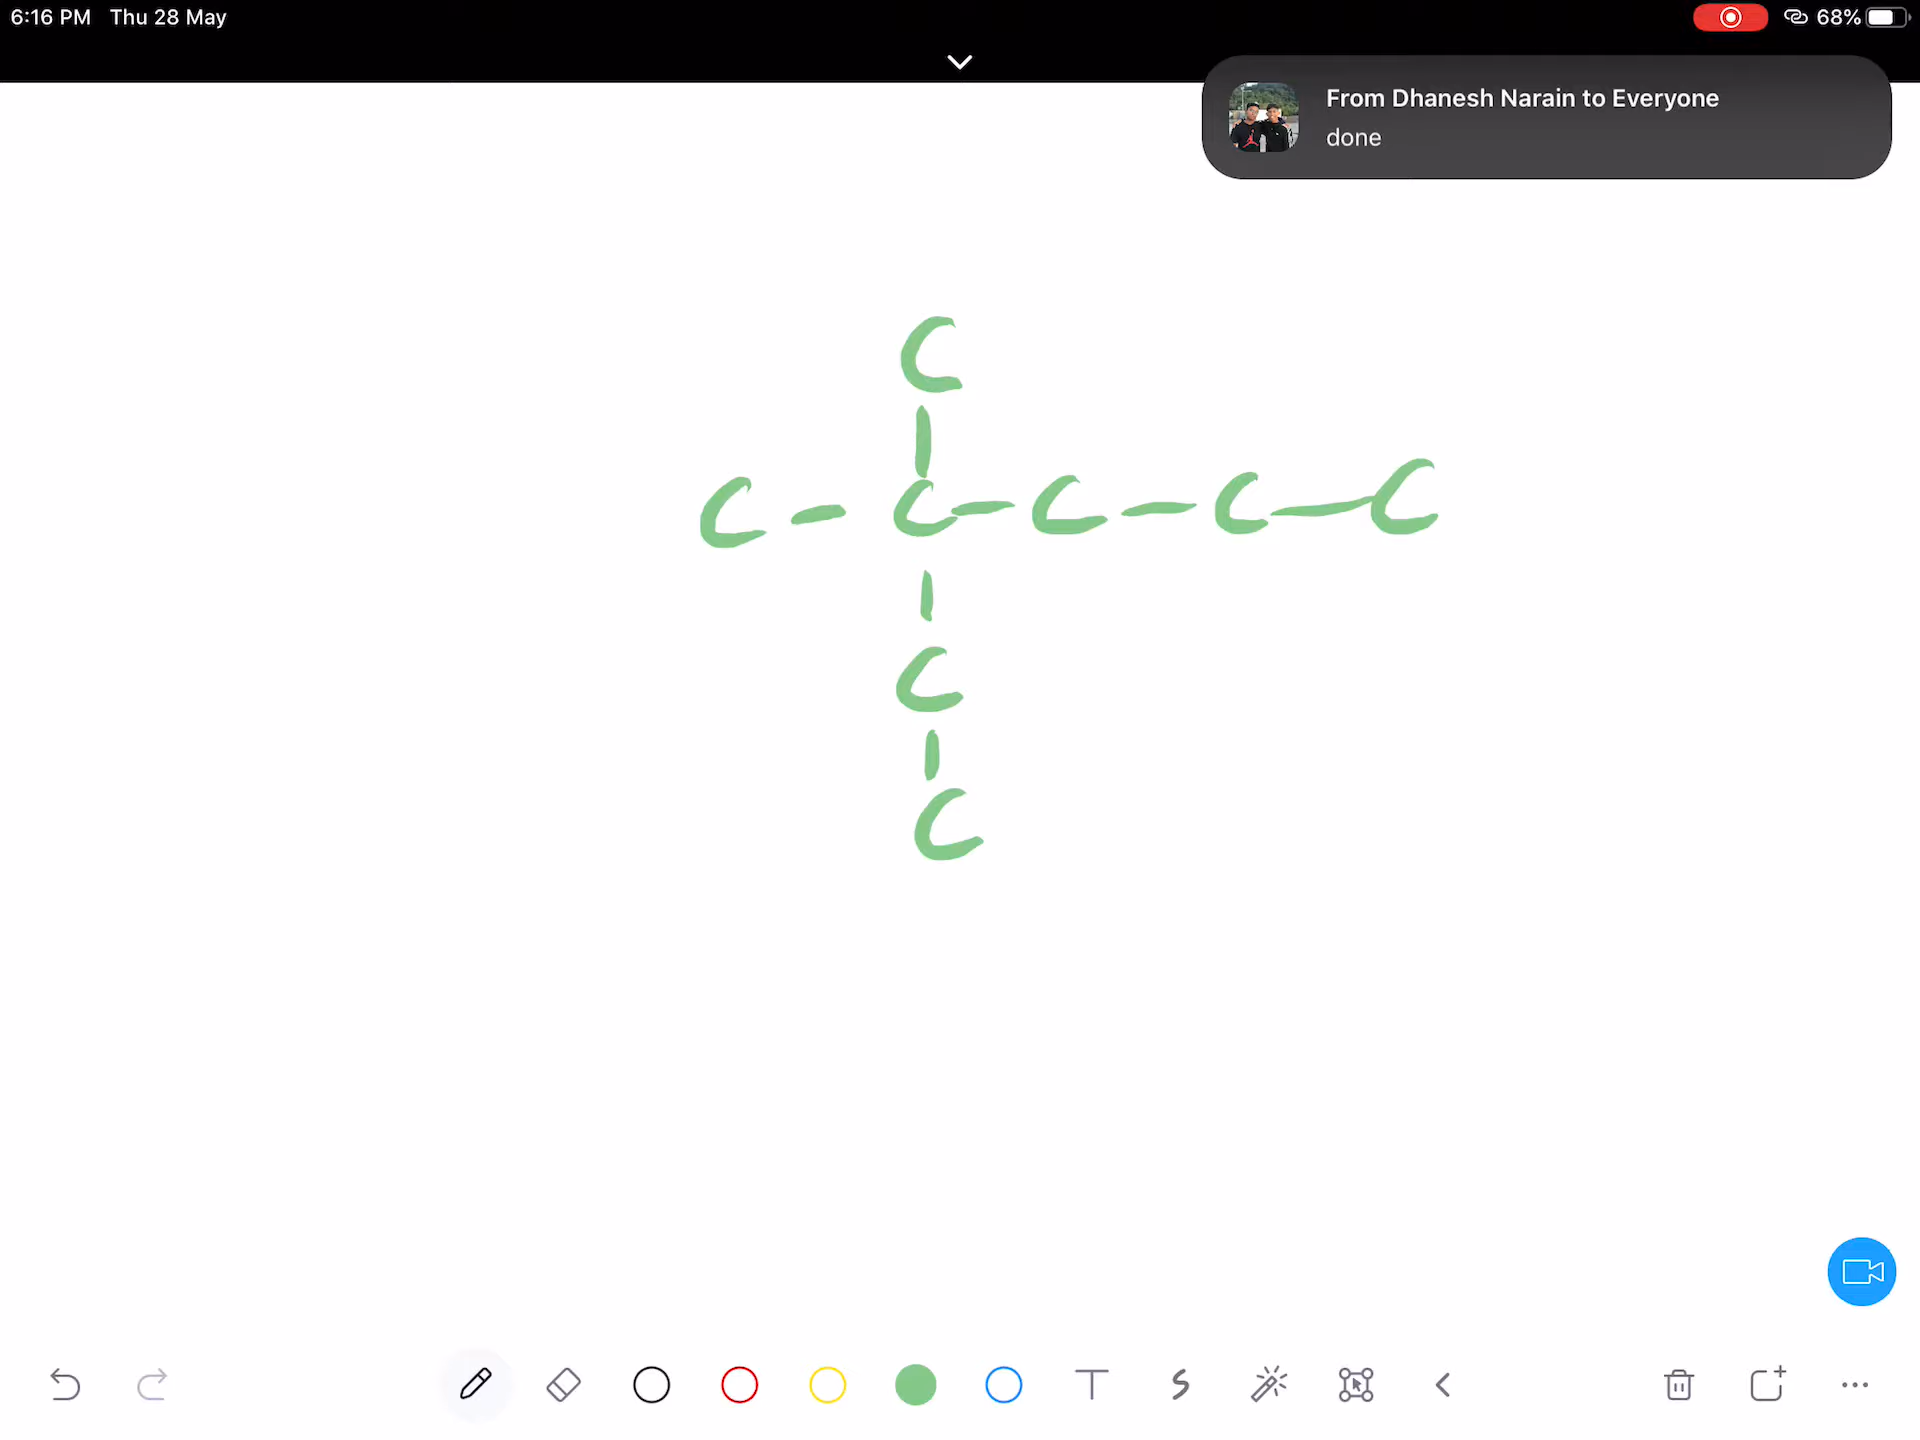 6:16 PM Thu 28 May
68%
From Dhanesh Narain to Everyone
done
C
C - C - C - C - C
C
C
T